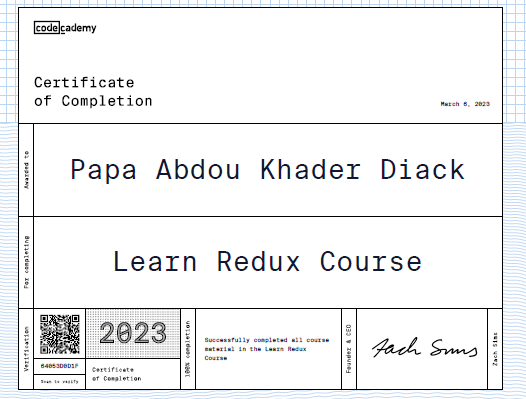 codecademy
Certificate
of Completion
March 6, 2023
Awarded to
Papa Abdou Khader Diack
For completing
Learn Redux Course
Verification
64053D0D1F
Scan to verify
2023
Certificate
of Completion
100% completion
Successfully completed all course
material in the Learn Redux
Course
Founder & CEO
Zach Sims
Zach Sims